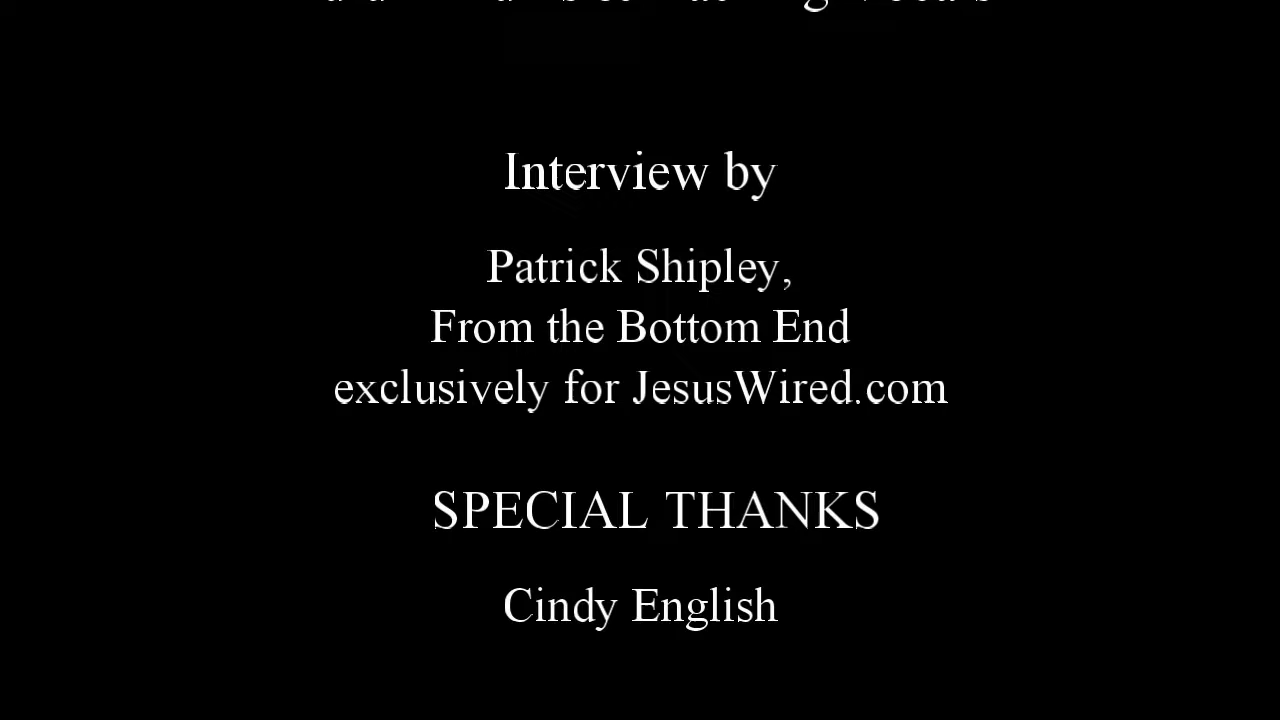 Interview by
Patrick Shipley,
From the Bottom End
exclusively for JesusWired.com
SPECIAL THANKS
Cindy English